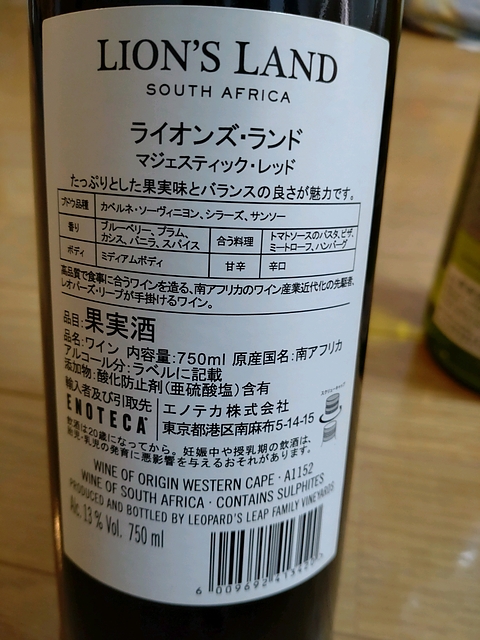 LION'S LAND
SOUTH AFRICA
ライオンズ・ランド
マジェスティック・レッド
たっぷりとした果実味とバランスの良さが魅力です。
ブドウ品種 カベルネ・ソーヴィニヨン、シラーズ、サンソー
香り ブルーベリー、プラム、カシス、バニラ、スパイス 合う料理 トマトソースのパスタ、ピザ、ミートローフ、ハンバーグ
ボディ ミディアムボディ 甘辛 辛口
高品質で食事に合うワインを造る、南アフリカのワイン産業近代化の先駆者、
レオパーズ・リープが手掛けるワイン。
品目:果実酒
品名:ワイン 内容量:750ml 原産国名:南アフリカ
アルコール分:ラベルに記載
添加物:酸化防止剤(亜硫酸塩)含有
輸入者及び引取先
ENOTECA エノテカ株式会社
東京都港区南麻布5-14-15
飲酒は20歳になってから。妊娠中や授乳期の飲酒は、
胎児・乳児の発育に悪影響を与えるおそれがあります。
WINE OF ORIGIN WESTERN CAPE · A1152
WINE OF SOUTH AFRICA · CONTAINS SULPHITES
PRODUCED AND BOTTLED BY LEOPARD'S LEAP FAMILY VINEYARDS
Alc. 13 % Vol. 750 ml